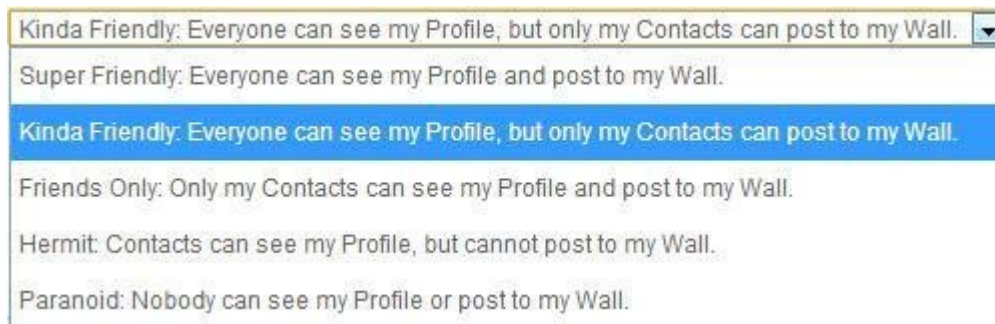 Kinda Friendly: Everyone can see my Profile, but only my Contacts can post to my Wall.
Super Friendly: Everyone can see my Profile and post to my Wall.
Kinda Friendly: Everyone can see my Profile, but only my Contacts can post to my Wall.
Friends Only: Only my Contacts can see my Profile and post to my Wall.
Hermit: Contacts can see my Profile, but cannot post to my Wall.
Paranoid: Nobody can see my Profile or post to my Wall.